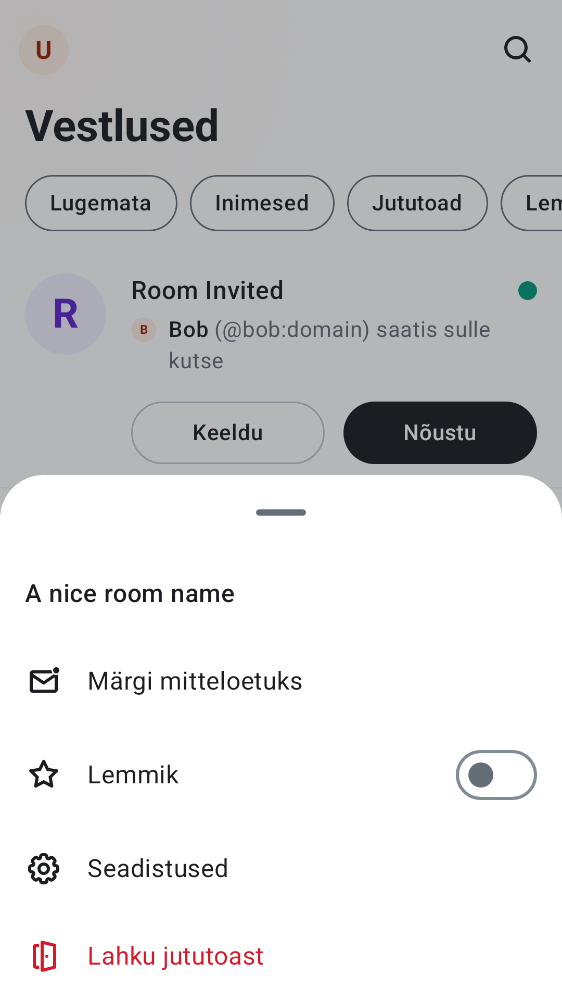 U
Vestlused
Lugemata Inimesed Jututoad Lem
R
Room Invited
B Bob (@bob:domain) saatis sulle
kutse
Keeldu Nõustu
A nice room name
Märgi mitteloetuks
Lemmik
Seadistused
Lahku jututoast